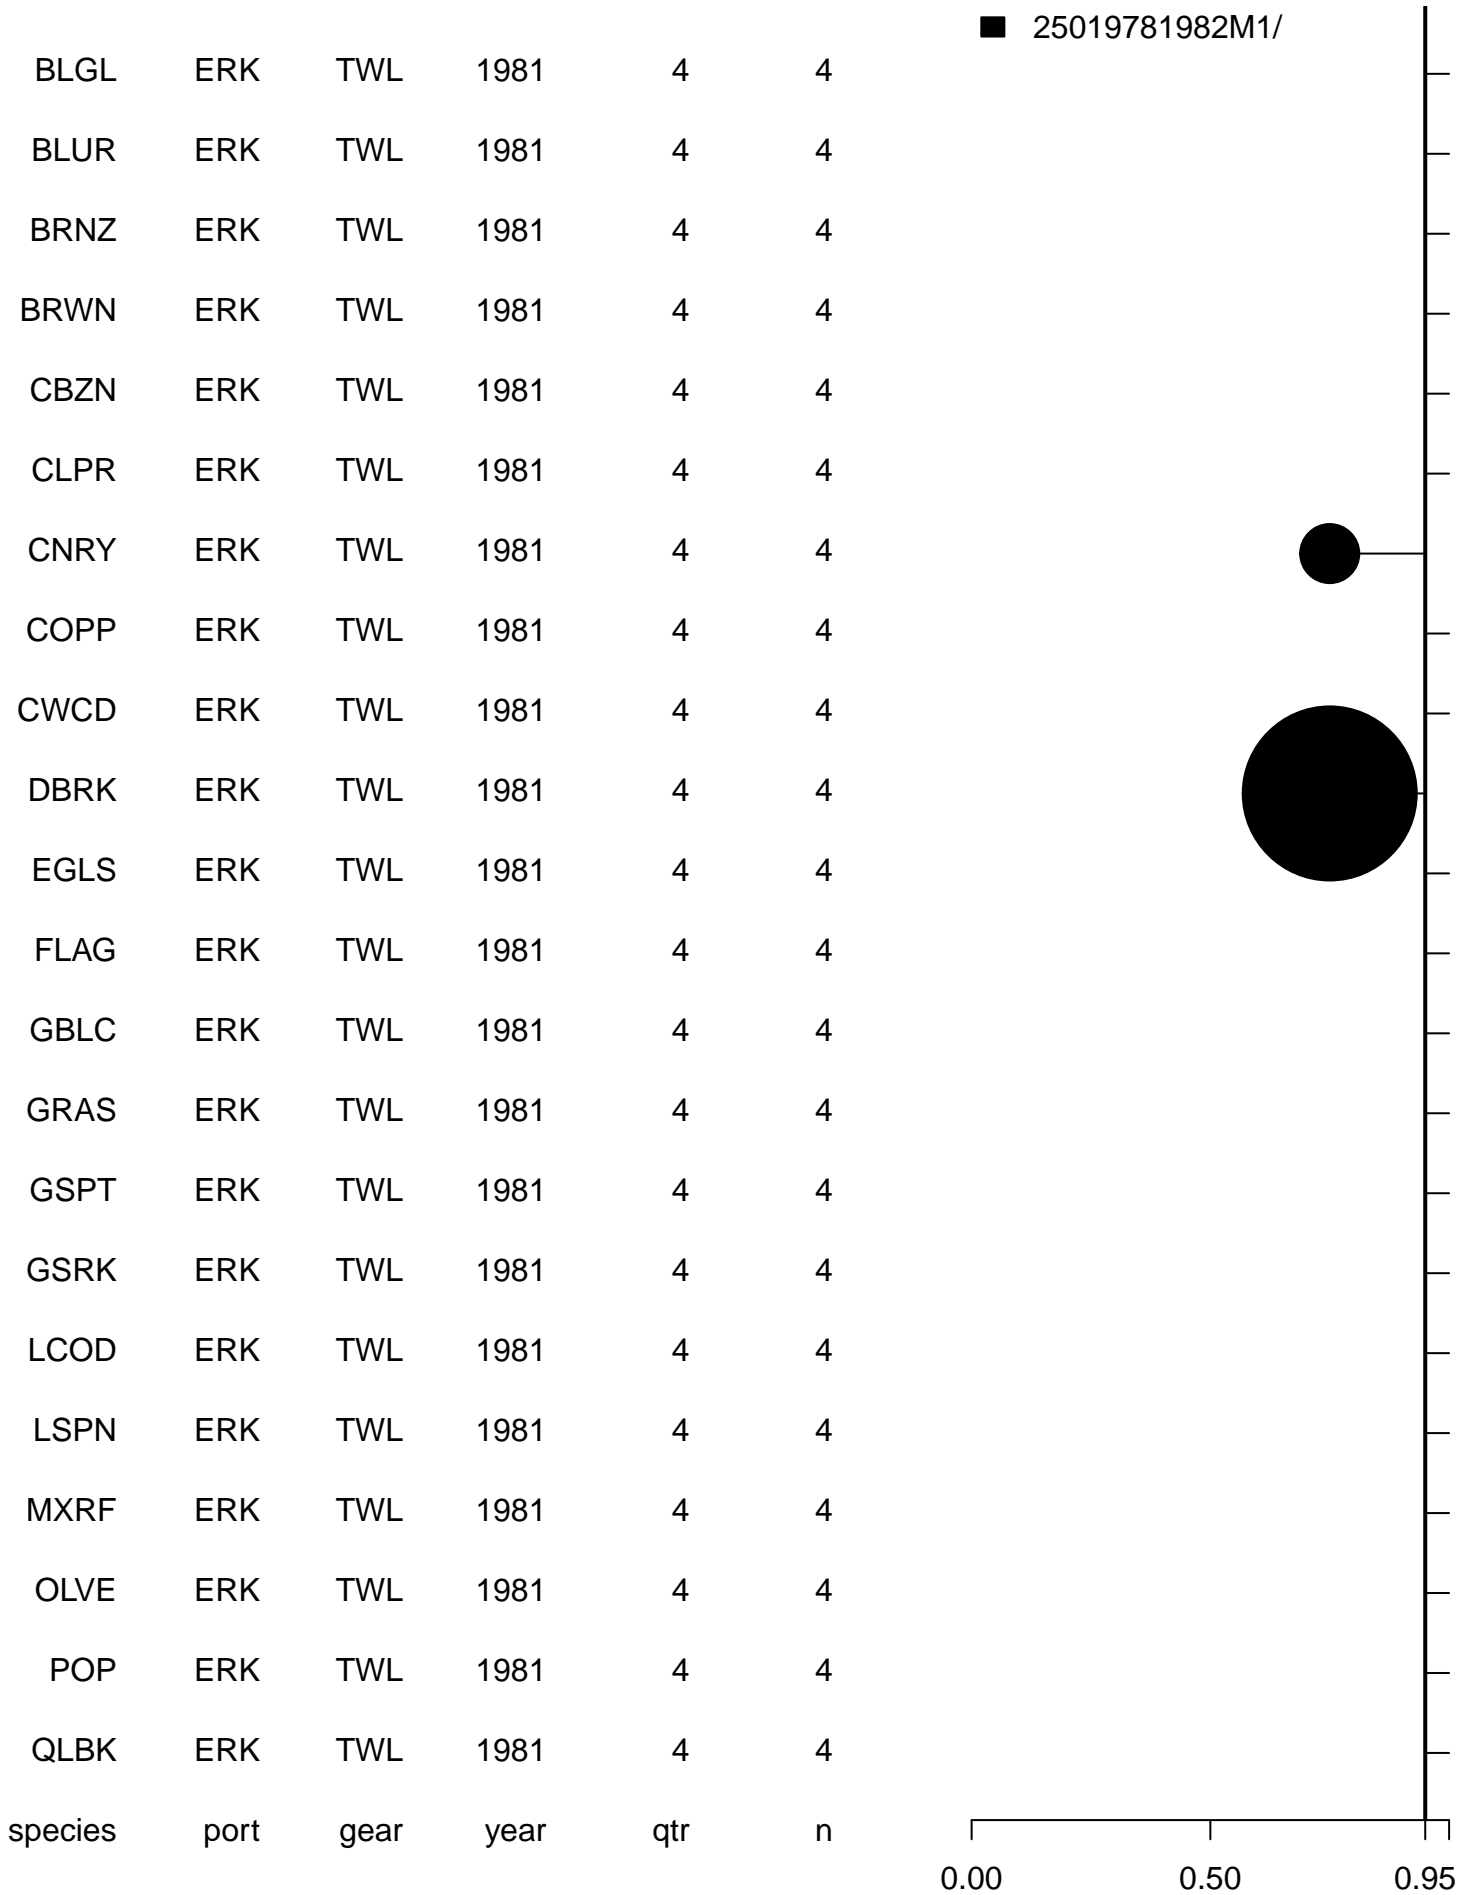 25019781982M1/
BLGL ERK TWL 1981 4 4
BLUR ERK TWL 1981 4 4
BRNZ ERK TWL 1981 4 4
BRWN ERK TWL 1981 4 4
CBZN ERK TWL 1981 4 4
CLPR ERK TWL 1981 4 4
CNRY ERK TWL 1981 4 4
COPP ERK TWL 1981 4 4
CWCD ERK TWL 1981 4 4
DBRK ERK TWL 1981 4 4
EGLS ERK TWL 1981 4 4
FLAG ERK TWL 1981 4 4
GBLC ERK TWL 1981 4 4
GRAS ERK TWL 1981 4 4
GSPT ERK TWL 1981 4 4
GSRK ERK TWL 1981 4 4
LCOD ERK TWL 1981 4 4
LSPN ERK TWL 1981 4 4
MXRF ERK TWL 1981 4 4
OLVE ERK TWL 1981 4 4
POP ERK TWL 1981 4 4
QLBK ERK TWL 1981 4 4
species port gear year qtr n
0.00 0.50 0.95